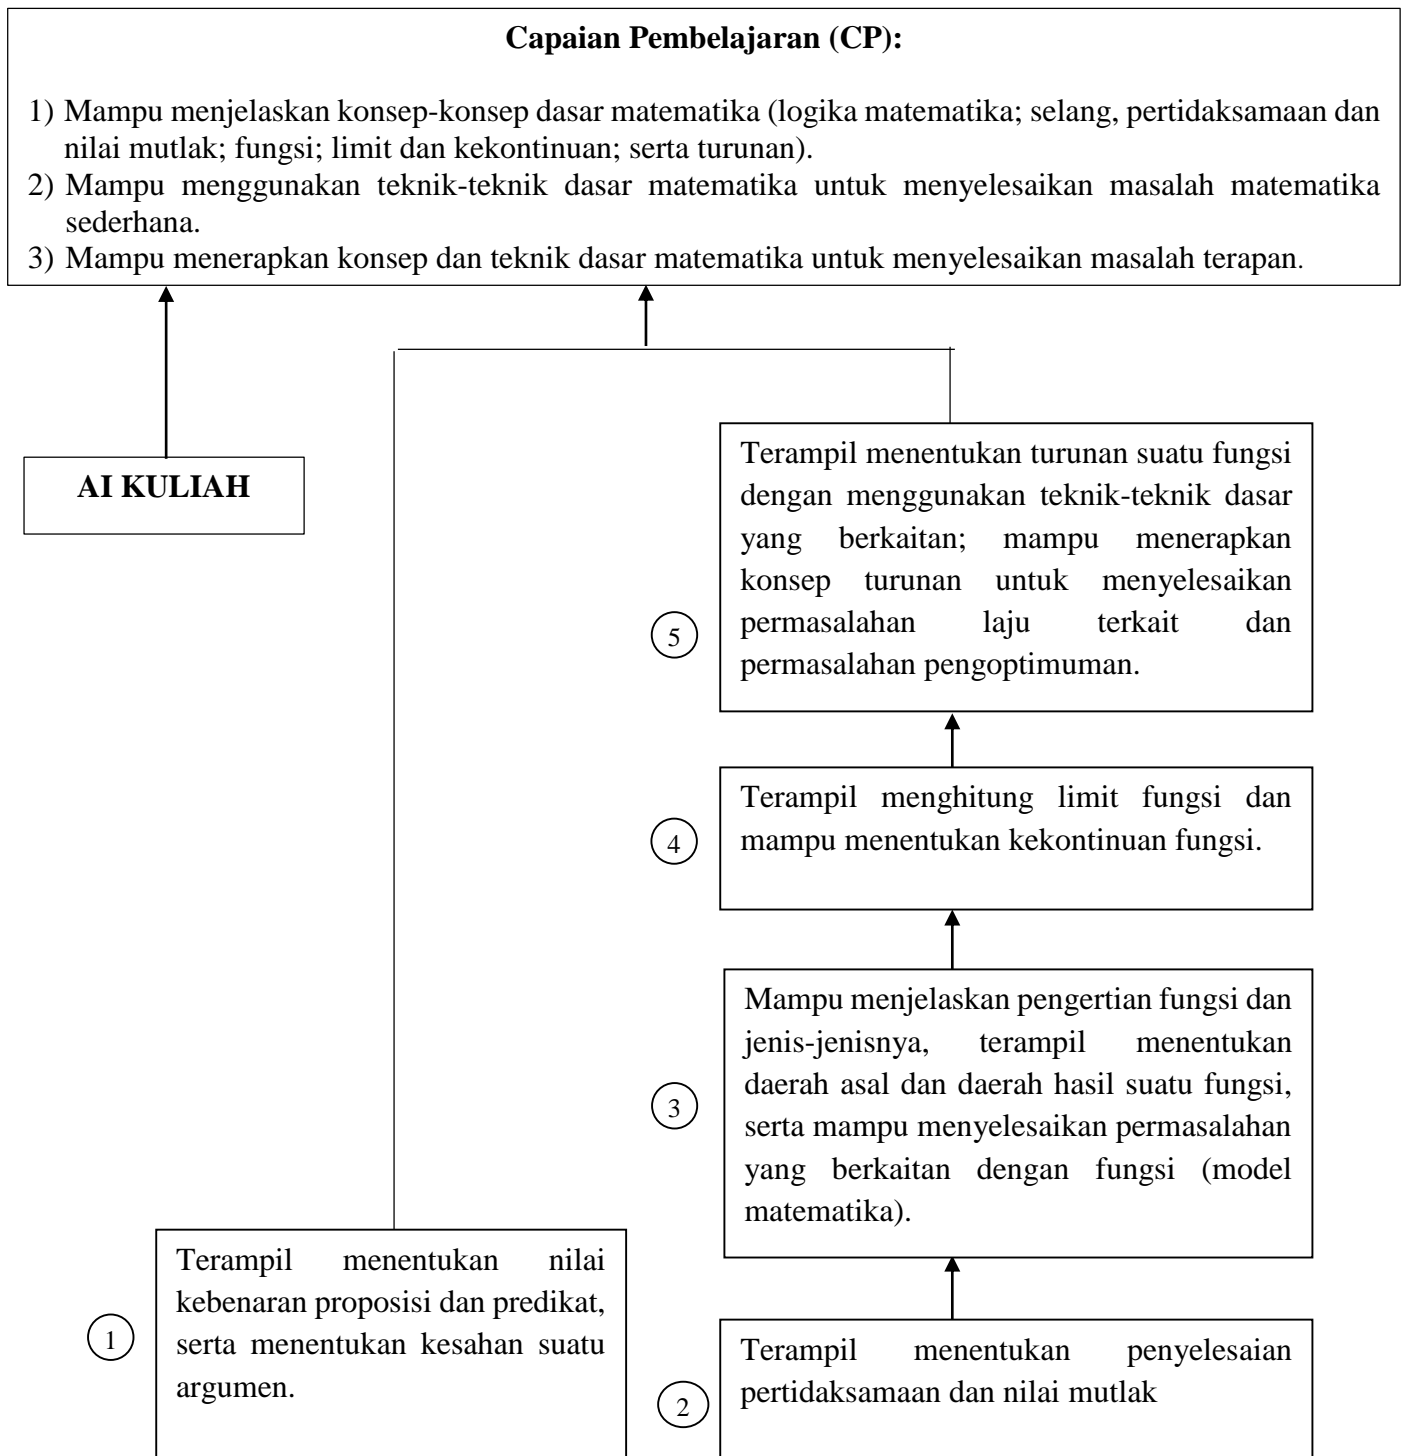 Capaian Pembelajaran (CP):
1) Mampu menjelaskan konsep-konsep dasar matematika (logika matematika; selang, pertidaksamaan dan
nilai mutlak; fungsi; limit dan kekontinuan; serta turunan).
2) Mampu menggunakan teknik-teknik dasar matematika untuk menyelesaikan masalah matematika
sederhana.
3) Mampu menerapkan konsep dan teknik dasar matematika untuk menyelesaikan masalah terapan.
AI KULIAH
Terampil menentukan turunan suatu fungsi
dengan menggunakan teknik-teknik dasar
yang berkaitan; mampu menerapkan
konsep turunan untuk menyelesaikan
permasalahan laju terkait dan
permasalahan pengoptimuman.
5
Terampil menghitung limit fungsi dan
mampu menentukan kekontinuan fungsi.
4
Mampu menjelaskan pengertian fungsi dan
jenis-jenisnya, terampil menentukan
daerah asal dan daerah hasil suatu fungsi,
serta mampu menyelesaikan permasalahan
yang berkaitan dengan fungsi (model
matematika).
3
Terampil menentukan nilai
kebenaran proposisi dan predikat,
serta menentukan kesahan suatu
argumen.
1
Terampil menentukan penyelesaian
pertidaksamaan dan nilai mutlak
2